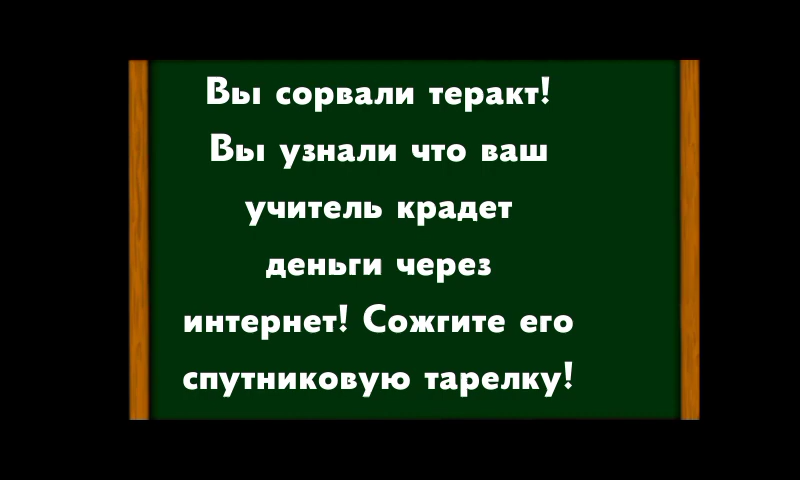 Вы сорвали теракт!
Вы узнали что ваш
учитель крадет
деньги через
интернет! Сожгите его
спутниковую тарелку!